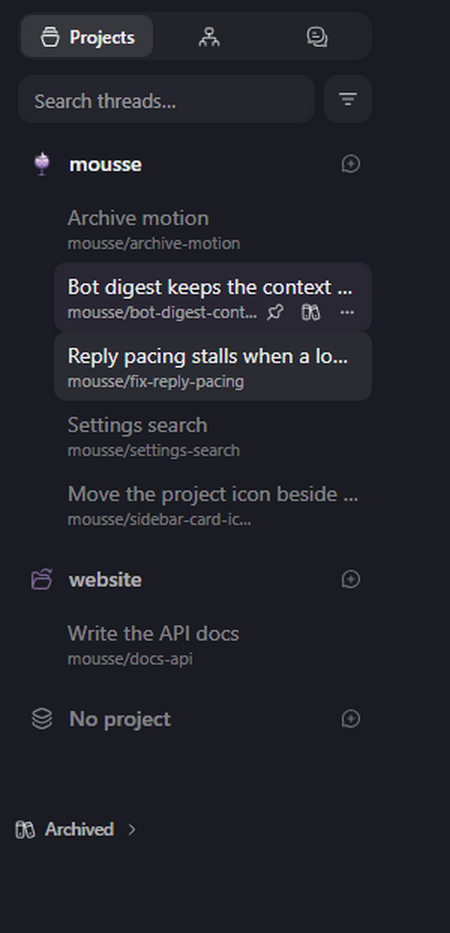 Projects
Search threads...
mousse
Archive motion
mousse/archive-motion
Bot digest keeps the context ...
mousse/bot-digest-cont...
Reply pacing stalls when a lo...
mousse/fix-reply-pacing
Settings search
mousse/settings-search
Move the project icon beside ...
mousse/sidebar-card-ic...
website
Write the API docs
mousse/docs-api
No project
Archived